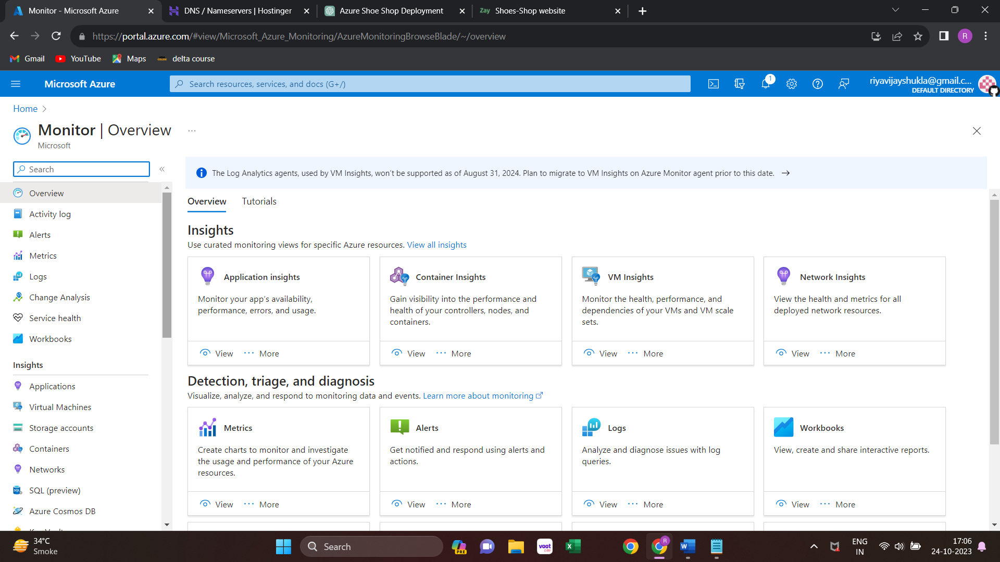 Monitor - Microsoft Azure
DNS / Nameservers | Hostinger
Azure Shoe Shop Deployment
Zay Shoes-Shop website
https://portal.azure.com/#view/Microsoft_Azure_Monitoring/AzureMonitoringBrowseBlade/~/overview
R
Gmail
YouTube
Maps
delta course
Microsoft Azure
Search resources, services, and docs (G+/)
1
riyavijayshukla@gmail.c...
DEFAULT DIRECTORY
Home
Monitor | Overview
...
Microsoft
Search
«
The Log Analytics agents, used by VM Insights, won't be supported as of August 31, 2024. Plan to migrate to VM Insights on Azure Monitor agent prior to this date. →
Overview
Activity log
Alerts
Metrics
Logs
Change Analysis
Service health
Workbooks
Insights
Applications
Virtual Machines
Storage accounts
Containers
Networks
SQL (preview)
Azure Cosmos DB
Overview
Tutorials
Insights
Use curated monitoring views for specific Azure resources. View all insights
Application insights
Monitor your app's availability,
performance, errors, and usage.
View ... More
Container Insights
Gain visibility into the performance and
health of your controllers, nodes, and
containers.
View ... More
VM Insights
Monitor the health, performance, and
dependencies of your VMs and VM scale
sets.
View ... More
Network Insights
View the health and metrics for all
deployed network resources.
View ... More
Detection, triage, and diagnosis
Visualize, analyze, and respond to monitoring data and events. Learn more about monitoring
Metrics
Create charts to monitor and investigate
the usage and performance of your Azure
resources.
View ... More
Alerts
Get notified and respond using alerts and
actions.
View ... More
Logs
Analyze and diagnose issues with log
queries.
View ... More
Workbooks
View, create and share interactive reports.
View ... More
34°C
Smoke
Search
PRE
voot
Lite
R
ENG
IN
17:06
24-10-2023